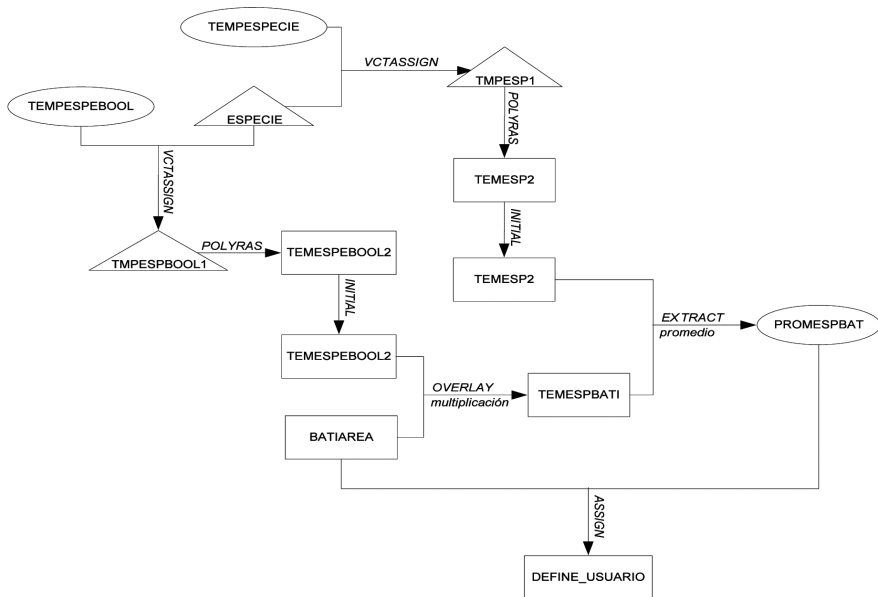 TEMPESPECIE
VCTASSIGN
TMPESP1
TEMPESPEBOOL
ESPECIE
POLYRAS
VCTASSIGN
TEMESP2
INITIAL
TMPESPBOOL1
POLYRAS
TEMESPEBOOL2
TEMESP2
INITIAL
EXTRACT
promedio
PROMESPBAT
TEMESPEBOOL2
OVERLAY
multiplicación
TEMESPBATI
BATIAREA
ASSIGN
DEFINE_USUARIO